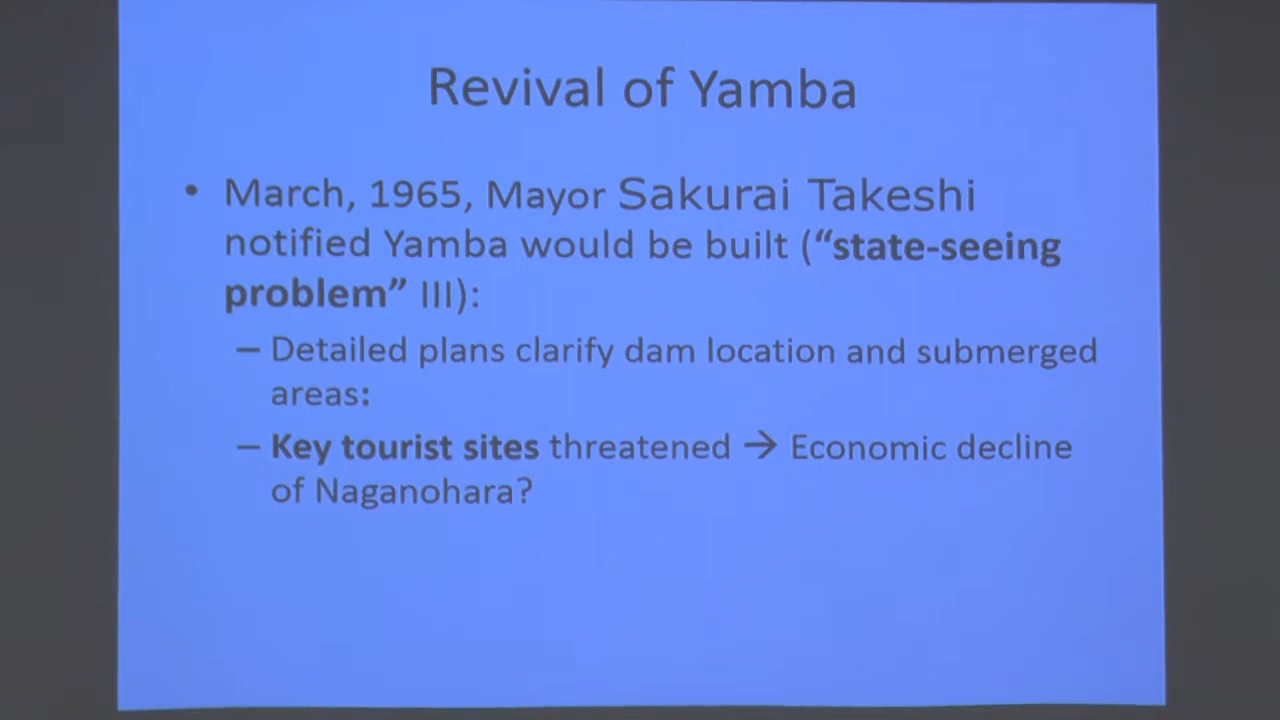 Revival of Yamba
• March, 1965, Mayor Sakurai Takeshi
notified Yamba would be built (“state-seeing
problem” III):
– Detailed plans clarify dam location and submerged
areas:
– Key tourist sites threatened → Economic decline
of Naganohara?